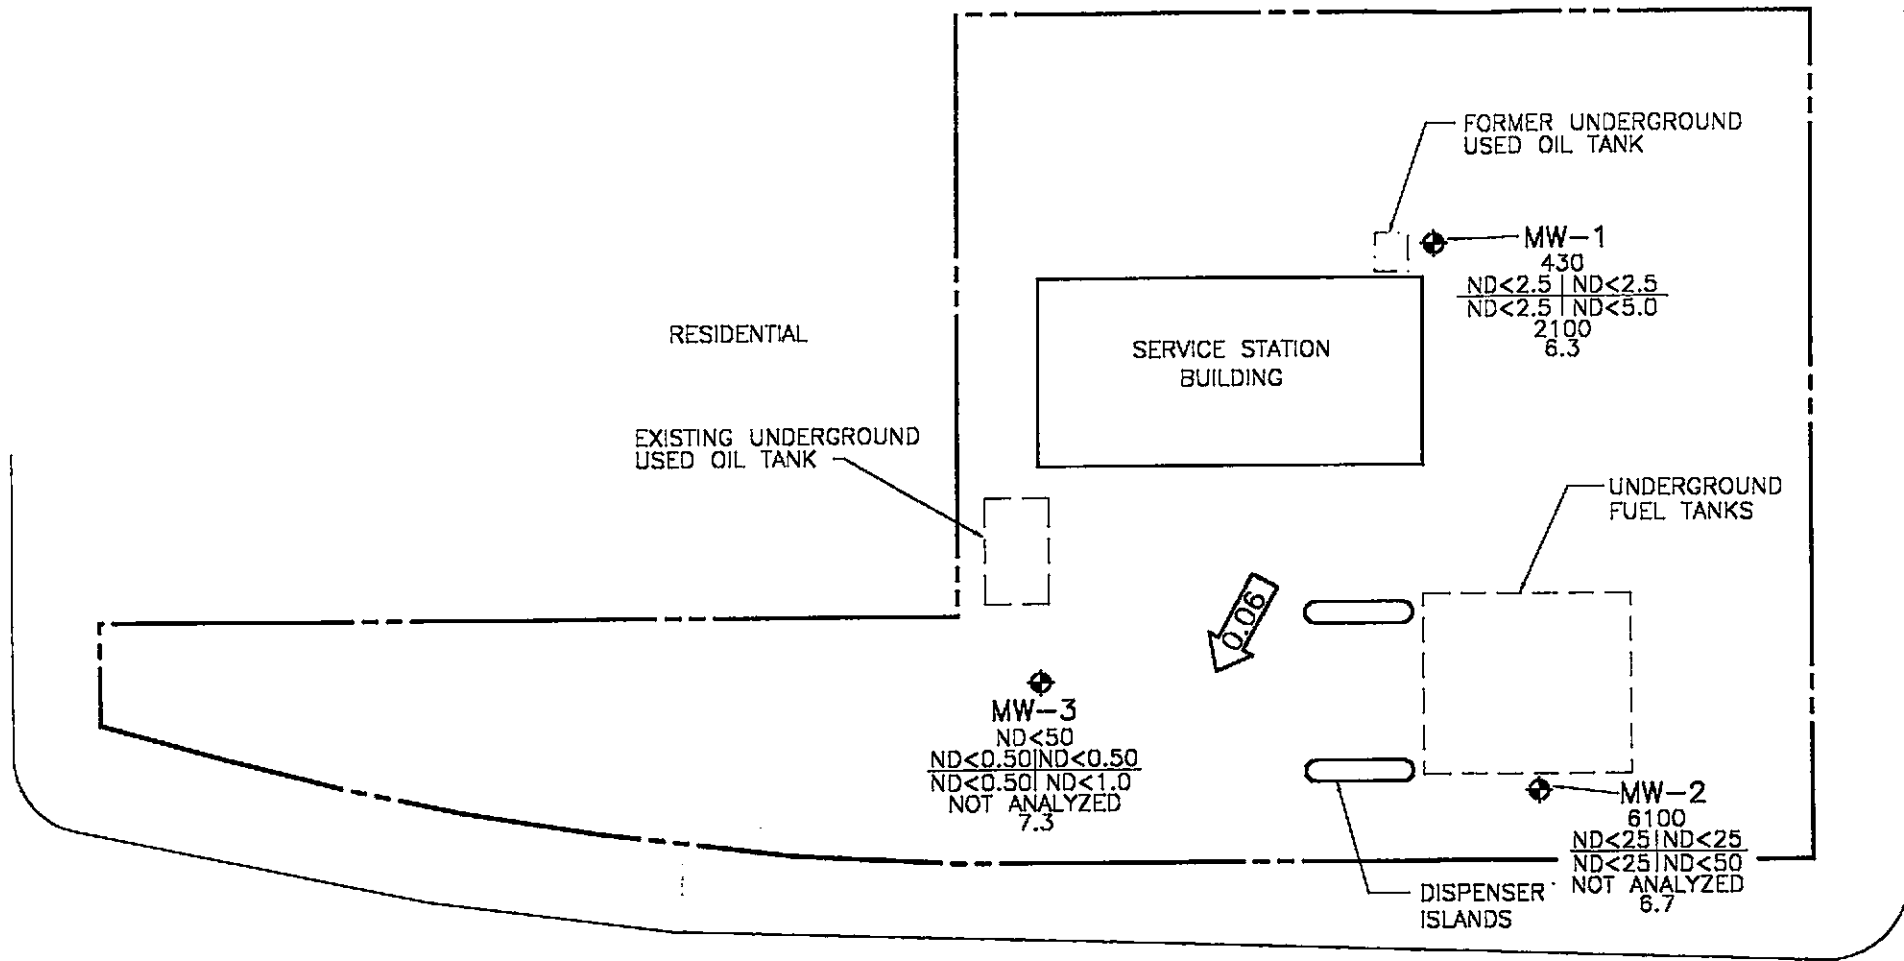 FORMER UNDERGROUND
USED OIL TANK
MW-1
430
ND<2.5 | ND<2.5
ND<2.5 | ND<5.0
2100
6.3
RESIDENTIAL
SERVICE STATION
BUILDING
EXISTING UNDERGROUND
USED OIL TANK
UNDERGROUND
FUEL TANKS
0.06
MW-3
ND<50
ND<0.50|ND<0.50
ND<0.50|ND<1.0
NOT ANALYZED
7.3
MW-2
6100
ND<25|ND<25
ND<25|ND<50
NOT ANALYZED
6.7
DISPENSER
ISLANDS